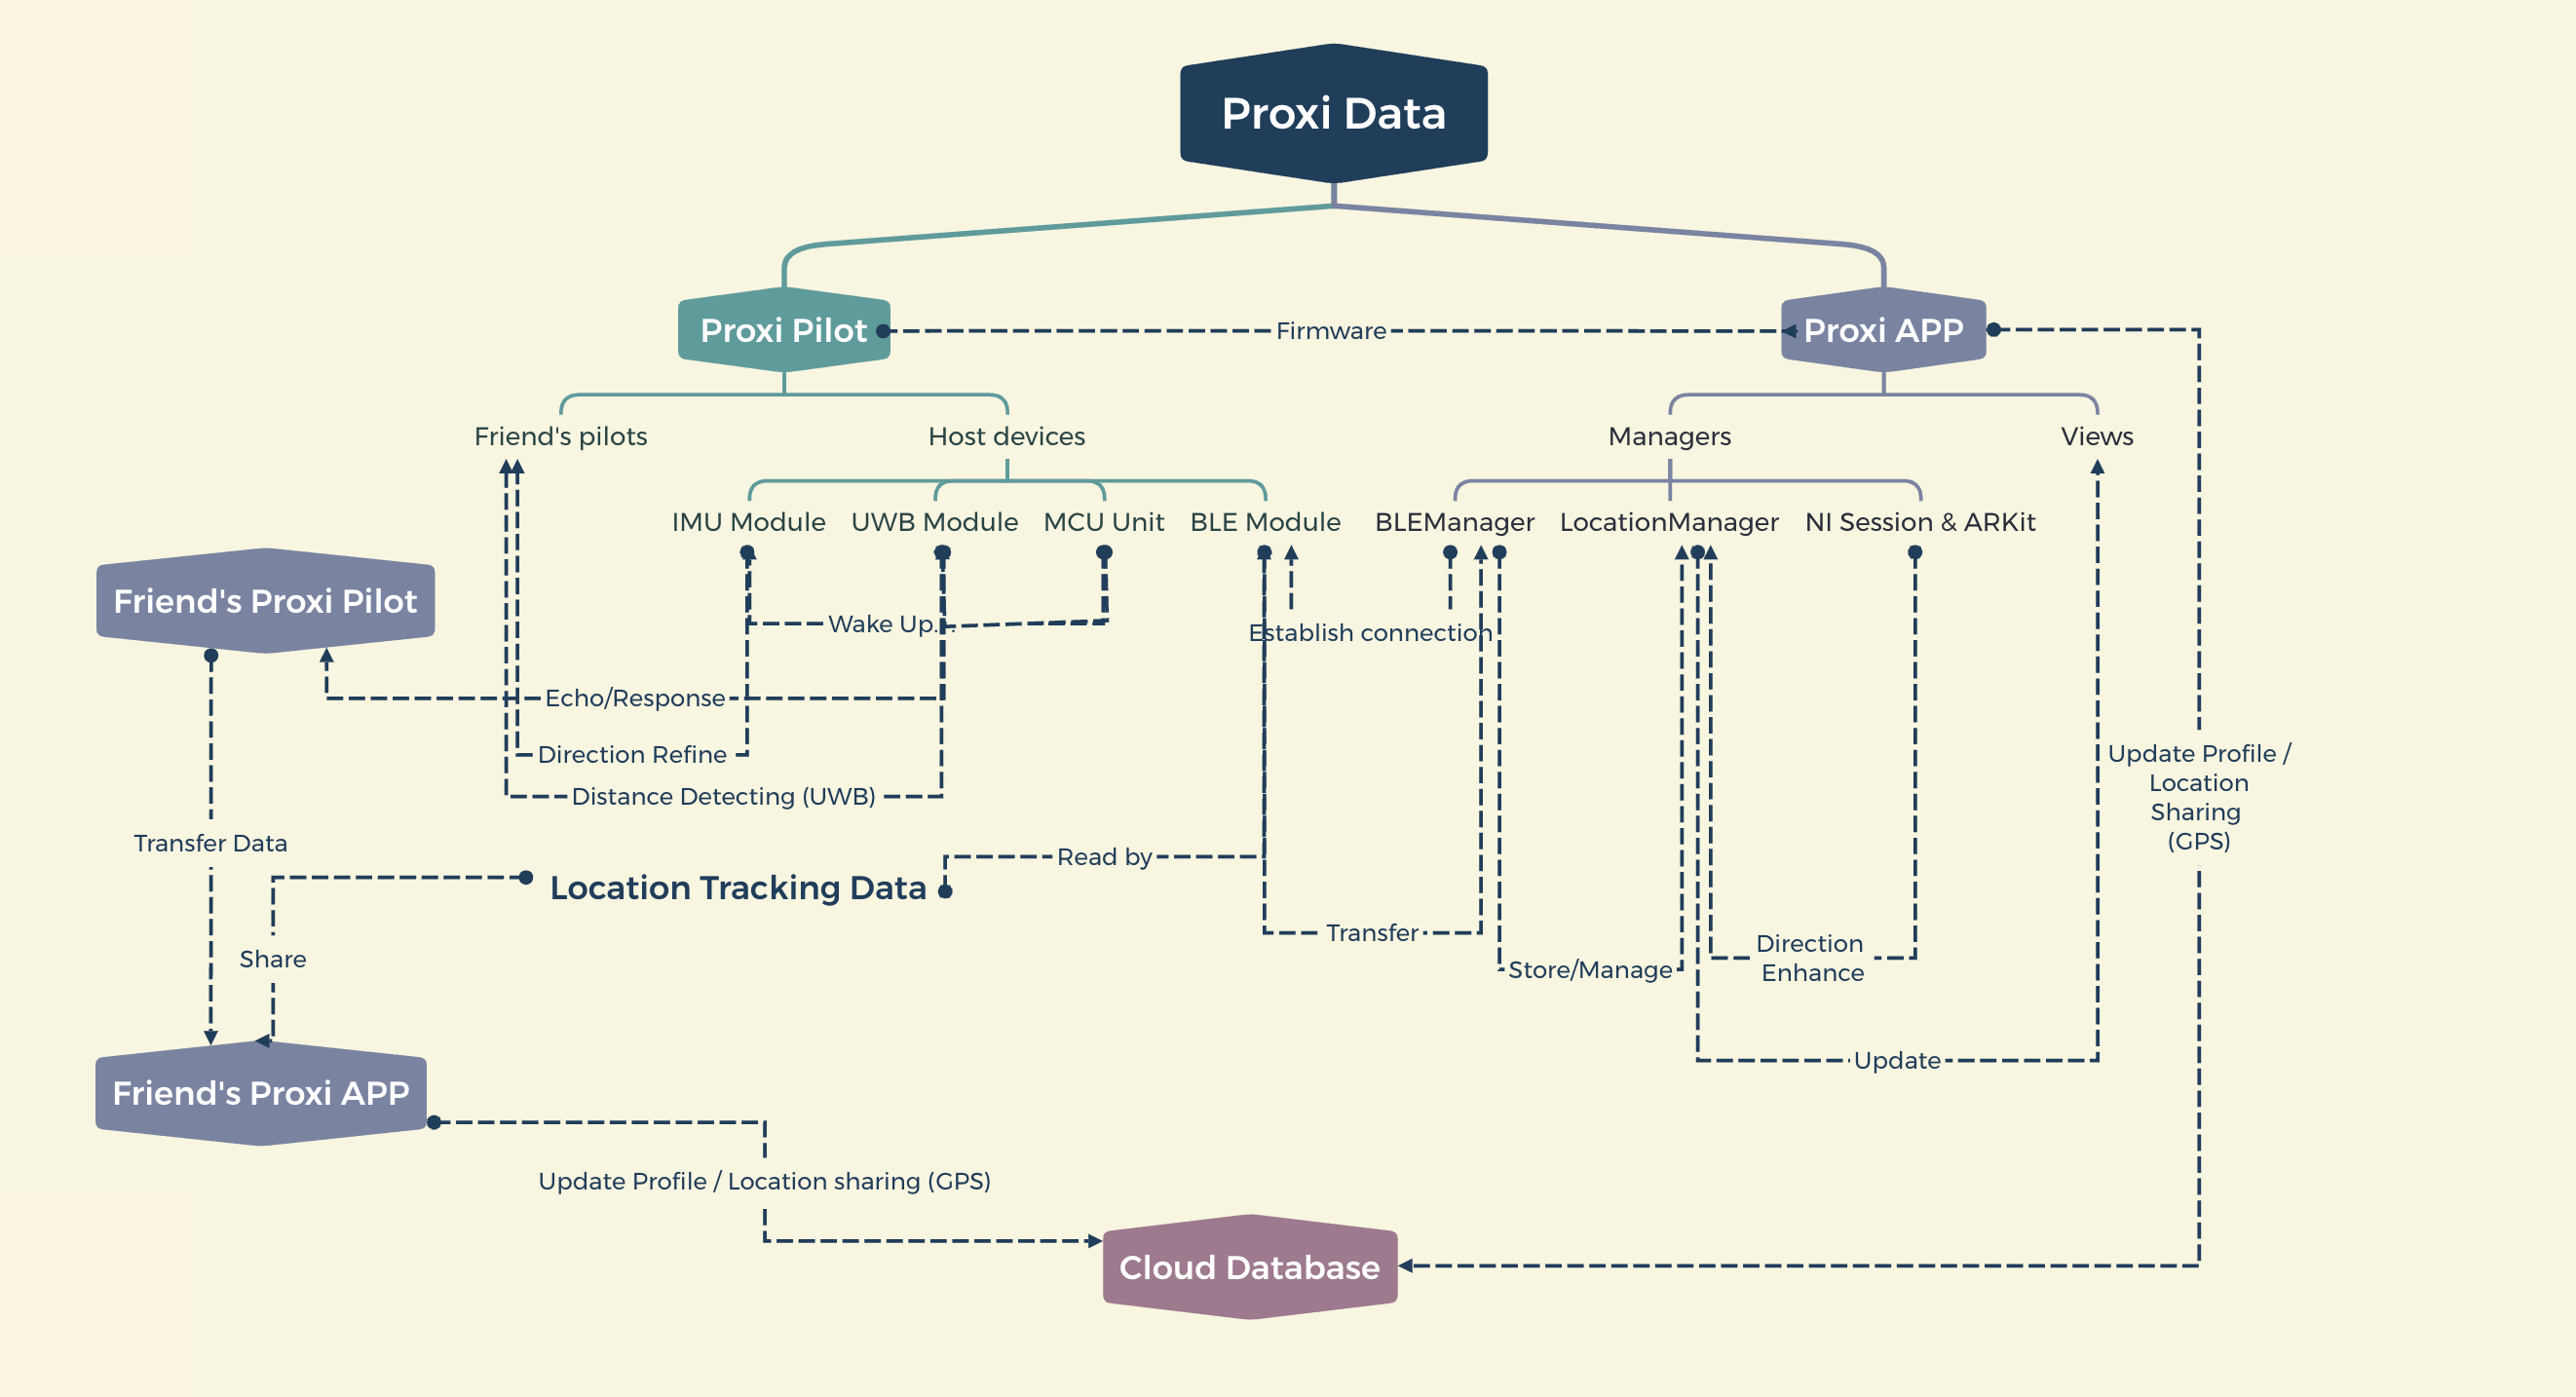 Proxi Data
Proxi Pilot
Firmware
Proxi APP
Friend's pilots
Host devices
Managers
Views
IMU Module
UWB Module
MCU Unit
BLE Module
BLEManager
LocationManager
NI Session & ARKit
Friend's Proxi Pilot
Wake Up...
Establish connection
Echo/Response
Direction Refine
Distance Detecting (UWB)
Update Profile /
Location
Sharing
(GPS)
Transfer Data
Read by
Location Tracking Data
Transfer
Share
Store/Manage
Direction
Enhance
Update
Friend's Proxi APP
Update Profile / Location sharing (GPS)
Cloud Database